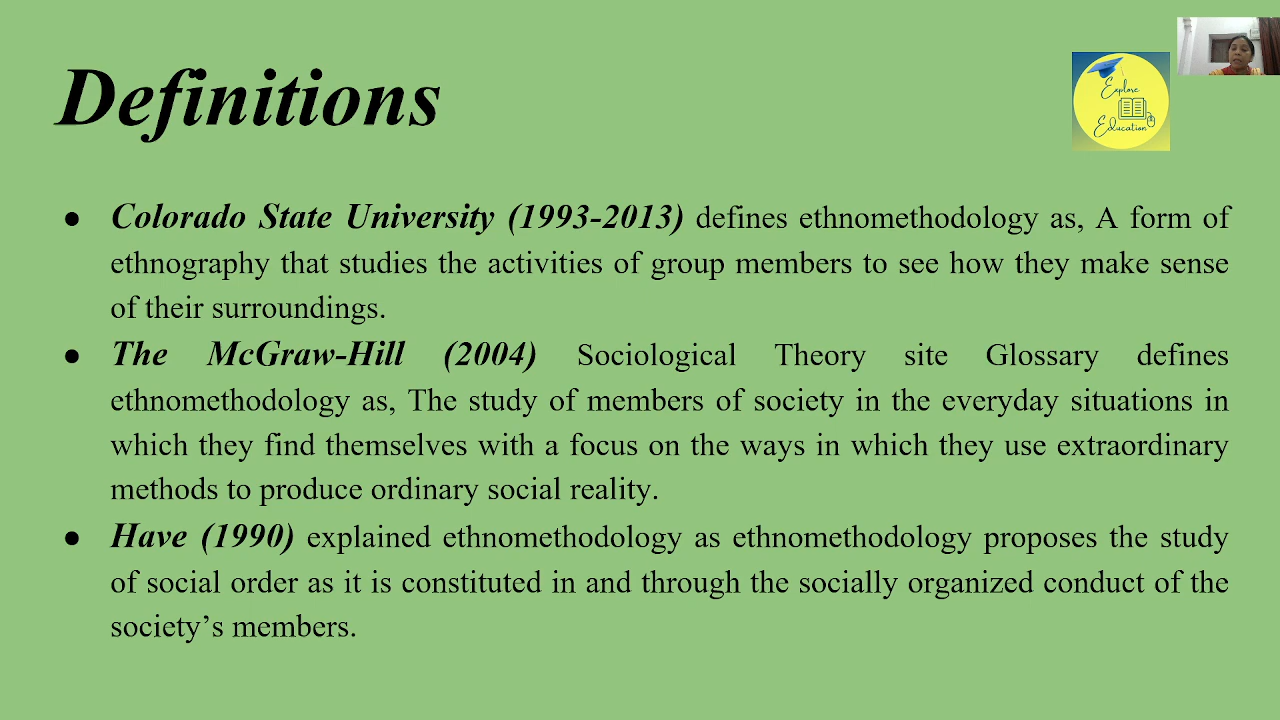 Definitions
Explore
Education
● Colorado State University (1993-2013) defines ethnomethodology as, A form of
ethnography that studies the activities of group members to see how they make sense
of their surroundings.
● The McGraw-Hill (2004) Sociological Theory site Glossary defines
ethnomethodology as, The study of members of society in the everyday situations in
which they find themselves with a focus on the ways in which they use extraordinary
methods to produce ordinary social reality.
● Have (1990) explained ethnomethodology as ethnomethodology proposes the study
of social order as it is constituted in and through the socially organized conduct of the
society’s members.